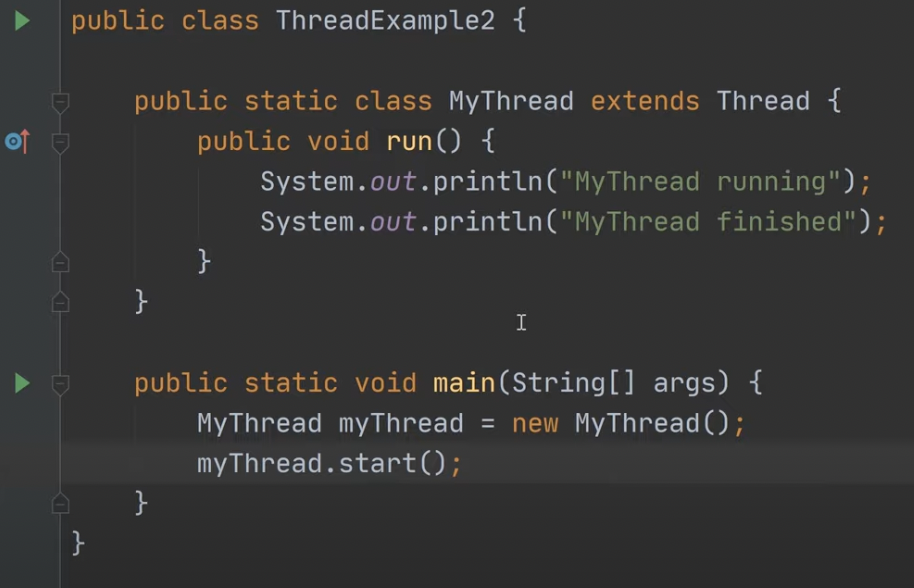 public class ThreadExample2 {
public static class MyThread extends Thread {
public void run() {
System.out.println("MyThread running");
System.out.println("MyThread finished");
}
}
public static void main(String[] args) {
MyThread myThread = new MyThread();
myThread.start();
}
}